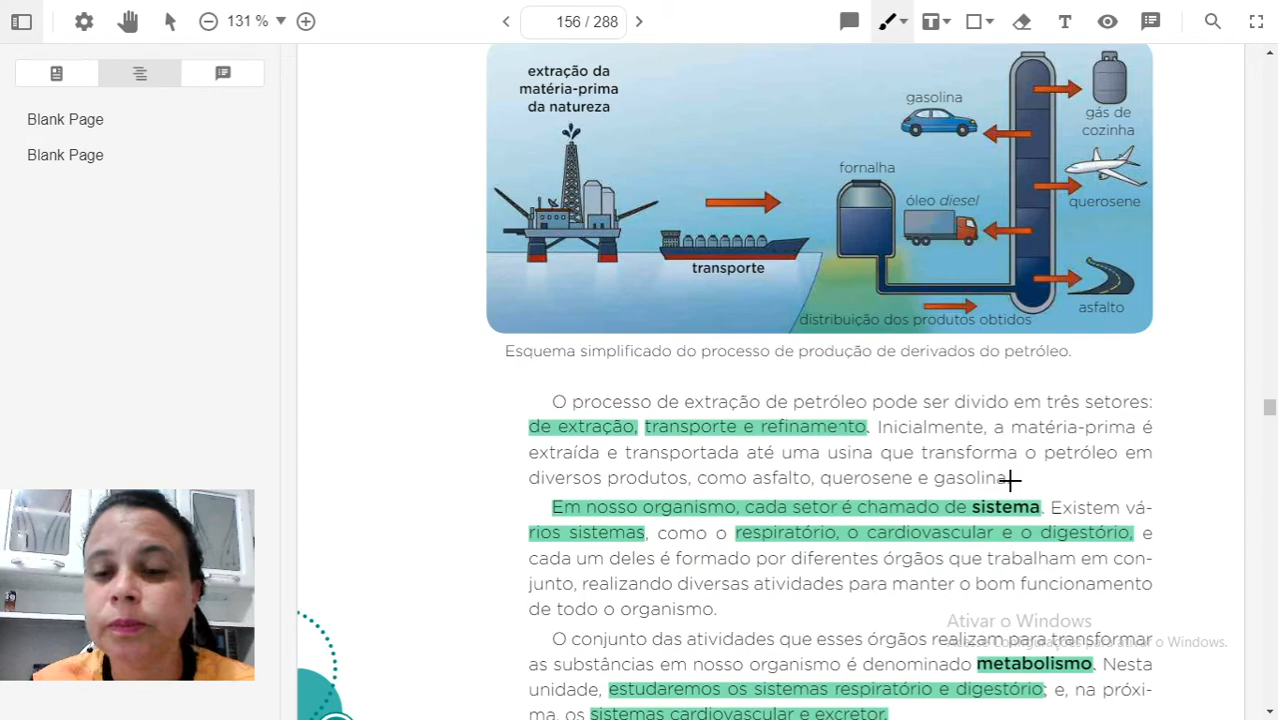 131 %
156 / 288
Blank Page
Blank Page
extração da
matéria-prima
da natureza
transporte
fornalha
gasolina
óleo diesel
gás de
cozinha
querosene
asfalto
distribuição dos produtos obtidos
Esquema simplificado do processo de produção de derivados do petróleo.
O processo de extração de petróleo pode ser divido em três setores:
de extração, transporte e refinamento. Inicialmente, a matéria-prima é
extraída e transportada até uma usina que transforma o petróleo em
diversos produtos, como asfalto, querosene e gasolina
Em nosso organismo, cada setor é chamado de sistema. Existem vá-
rios sistemas, como o respiratório, o cardiovascular e o digestório, e
cada um deles é formado por diferentes órgãos que trabalham em con-
junto, realizando diversas atividades para manter o bom funcionamento
de todo o organismo.
Ativar o Windows
Acesse Configurações para ativar o Windows.
O conjunto das atividades que esses órgãos realizam para transformar
as substâncias em nosso organismo é denominado metabolismo. Nesta
unidade, estudaremos os sistemas respiratório e digestório; e, na próxi-
ma, os sistemas cardiovascular e excretor.